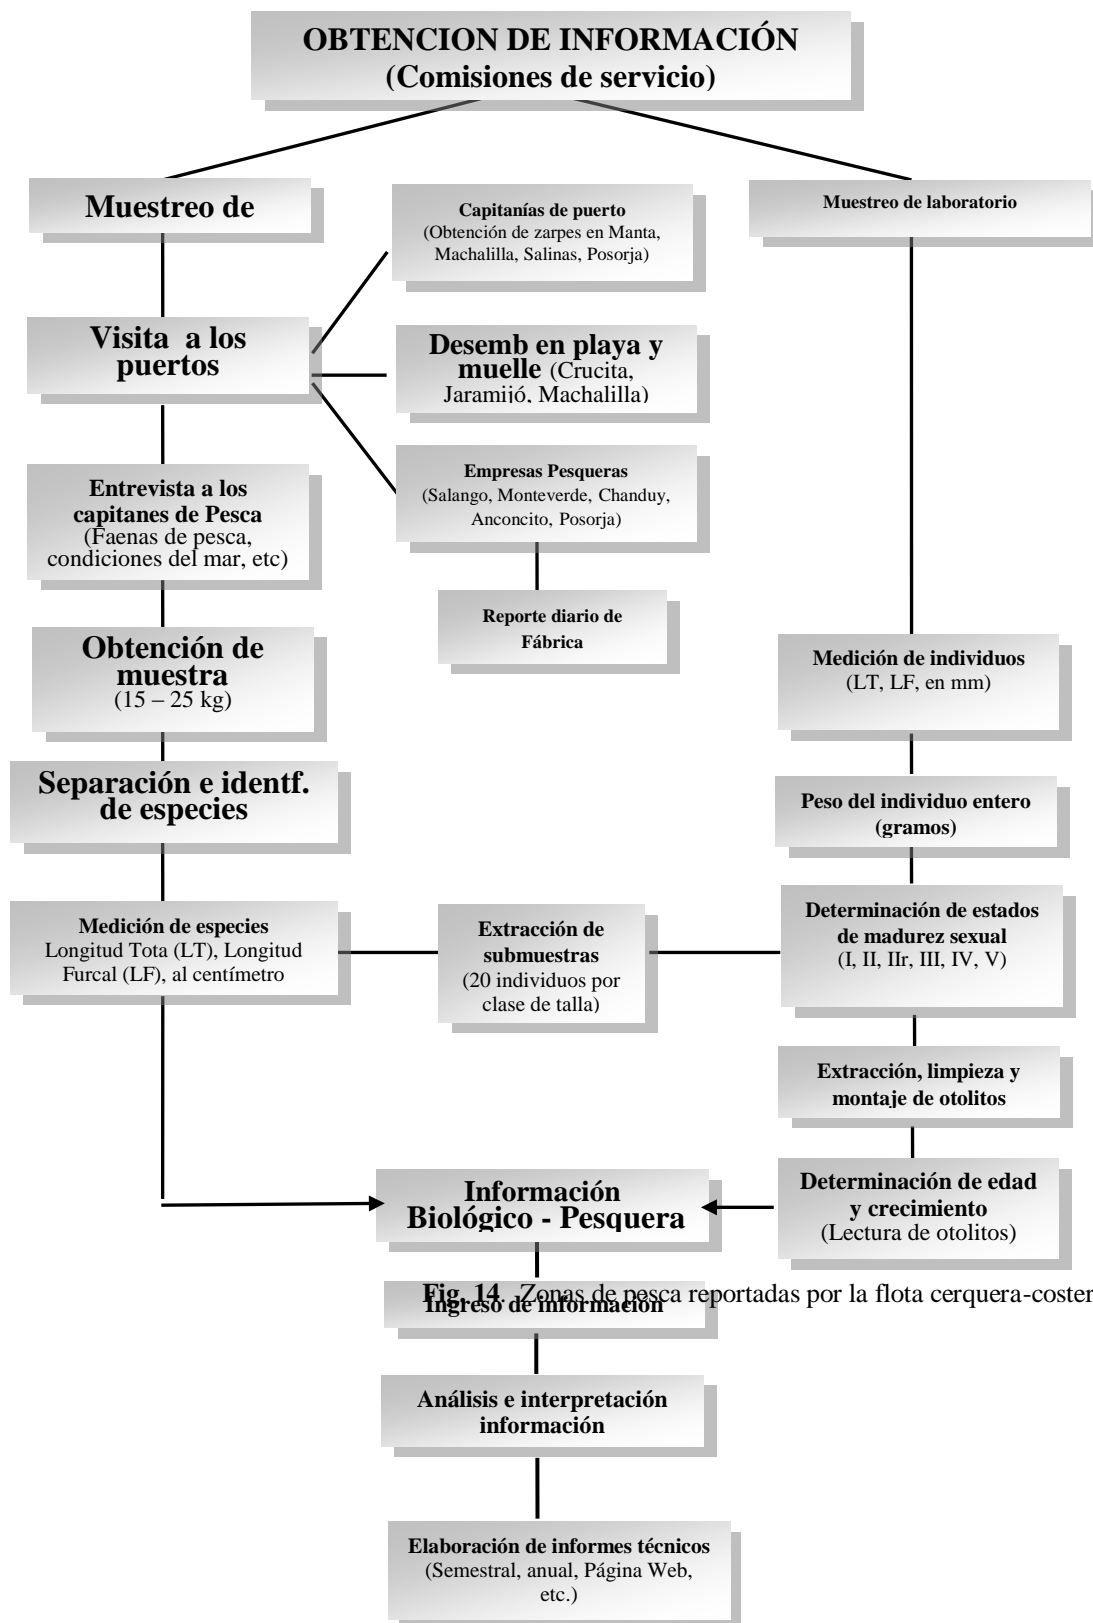 OBTENCION DE INFORMACIÓN
(Comisiones de servicio)
Muestreo de
Capitanías de puerto
(Obtención de zarpes en Manta,
Machalilla, Salinas, Posorja)
Muestreo de laboratorio
Visita a los
puertos
Desemb en playa y
muelle (Crucita,
Jaramijó, Machalilla)
Entrevista a los
capitanes de Pesca
(Faenas de pesca,
condiciones del mar, etc)
Empresas Pesqueras
(Salango, Monteverde, Chanduy,
Anconcito, Posorja)
Reporte diario de
Fábrica
Obtención de
muestra
(15 – 25 kg)
Medición de individuos
(LT, LF, en mm)
Separación e identf.
de especies
Peso del individuo entero
(gramos)
Medición de especies
Longitud Tota (LT), Longitud
Furcal (LF), al centímetro
Extracción de
submuestras
(20 individuos por
clase de talla)
Determinación de estados
de madurez sexual
(I, II, IIr, III, IV, V)
Extracción, limpieza y
montaje de otolitos
Determinación de edad
y crecimiento
(Lectura de otolitos)
Información
Biológico - Pesquera
Fig. 14. Zonas de pesca reportadas por la flota cerquera-coster
Ingreso de información
Análisis e interpretación
información
Elaboración de informes técnicos
(Semestral, anual, Página Web,
etc.)